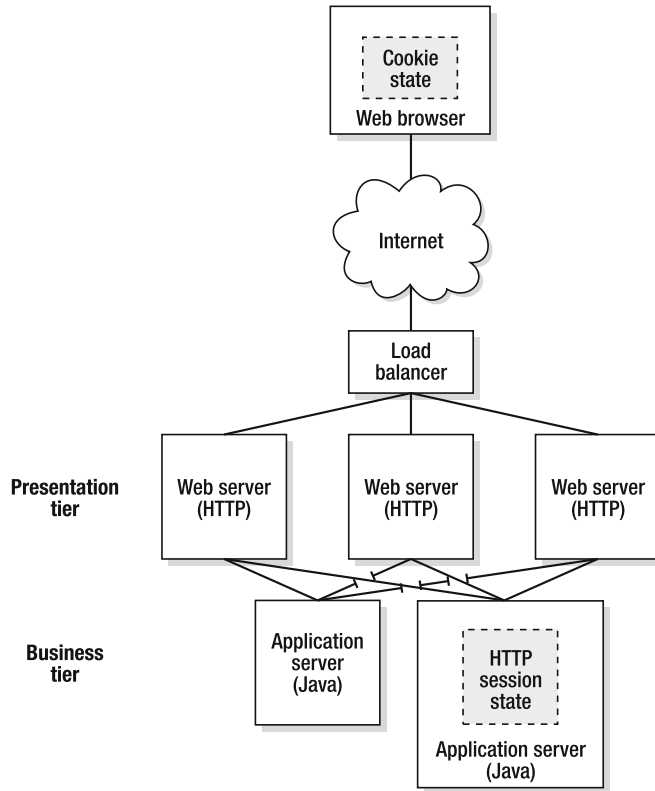 Cookie
state
Web browser
Internet
Load
balancer
Presentation
tier
Web server
(HTTP)
Web server
(HTTP)
Web server
(HTTP)
Business
tier
Application
server
(Java)
HTTP
session
state
Application server
(Java)